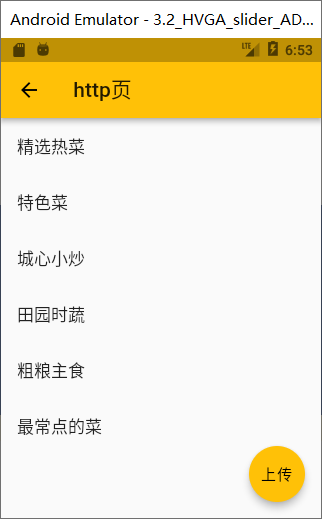 Android Emulator - 3.2_HVGA_slider_AD...
LTE 6:53
http页
精选热菜
特色菜
城心小炒
田园时蔬
粗粮主食
最常点的菜
上传